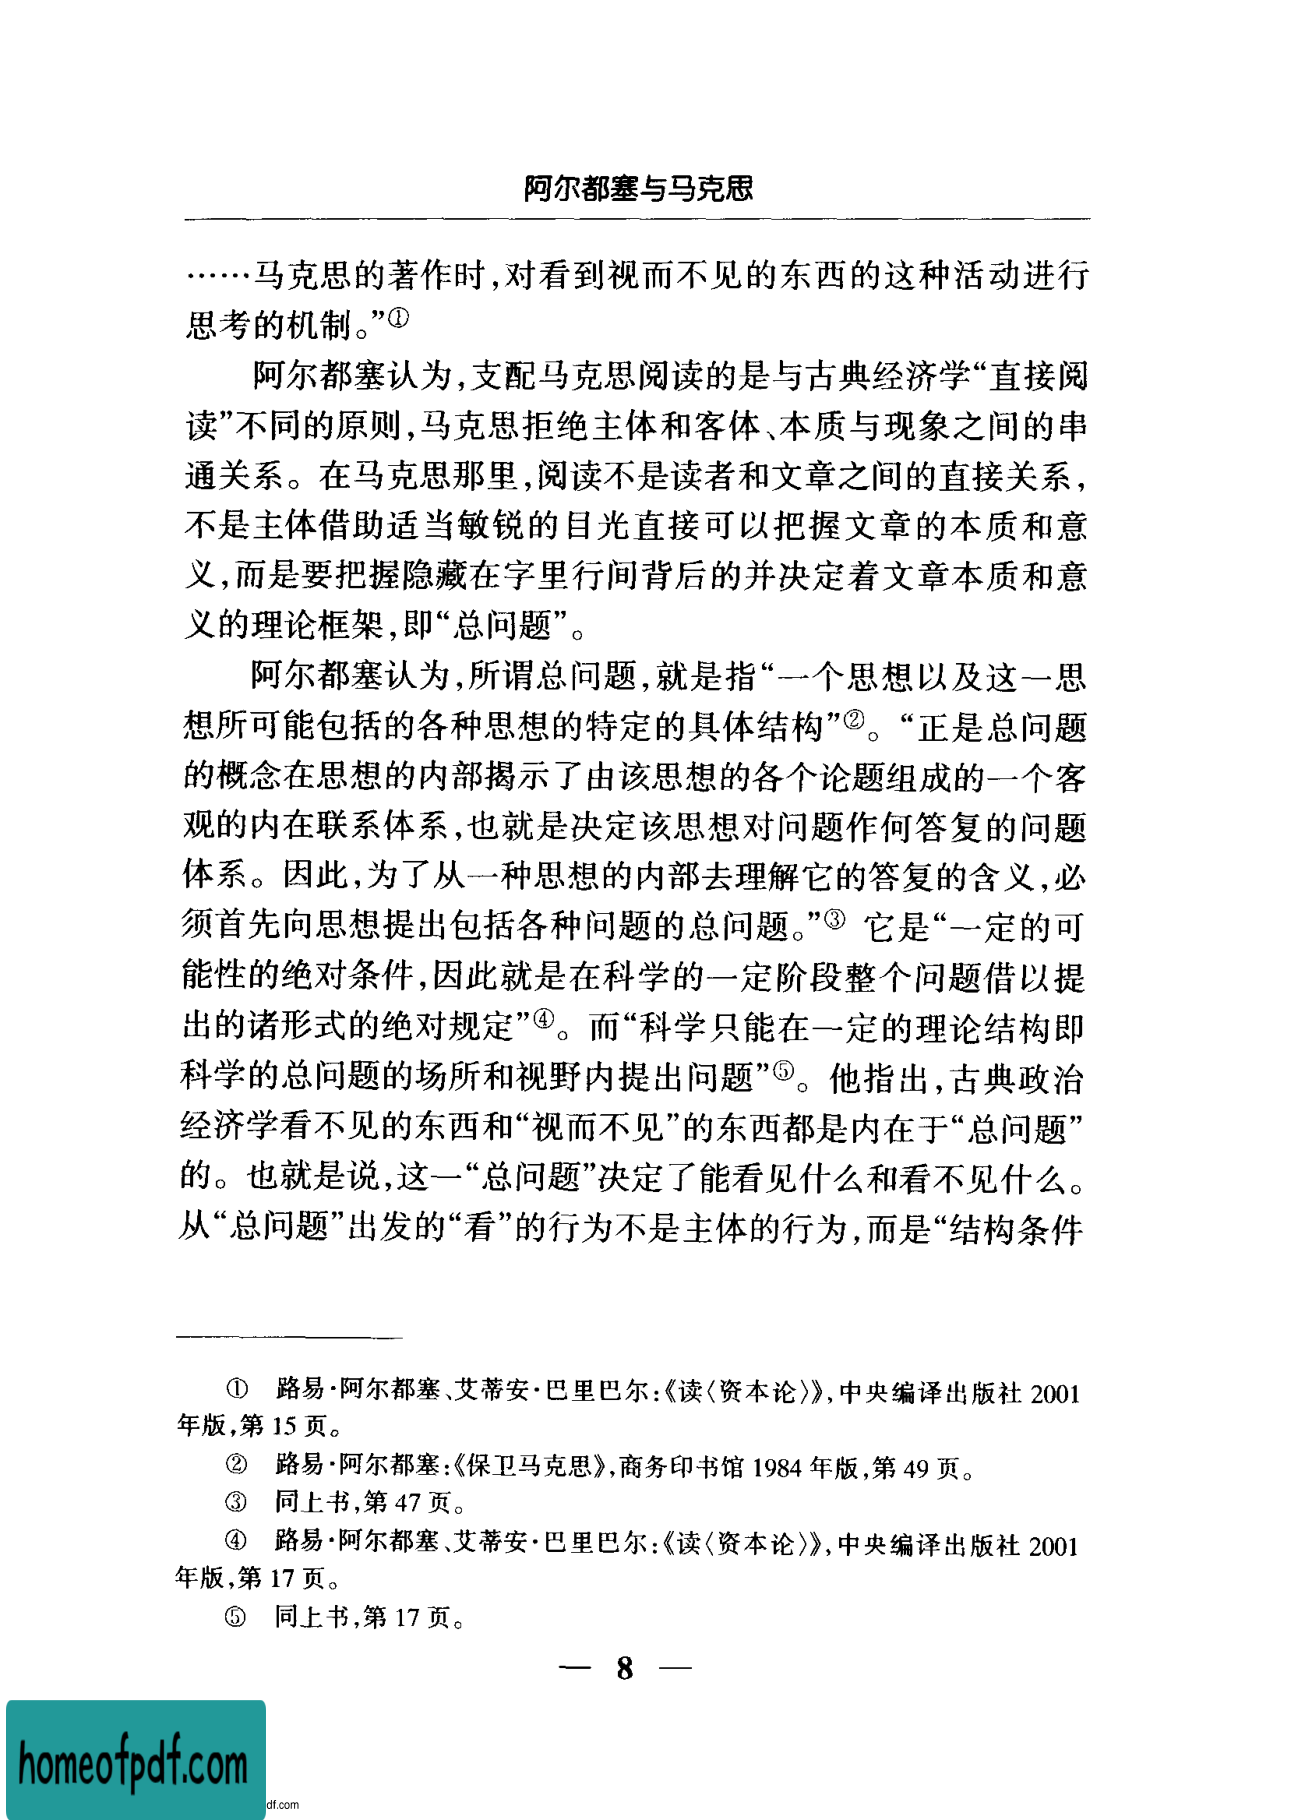 阿尔都塞与马克思
……马克思的著作时,对看到视而不见的东西的这种活动进行
思考的机制。”①
阿尔都塞认为,支配马克思阅读的是与古典经济学“直接阅
读”不同的原则,马克思拒绝主体和客体、本质与现象之间的串
通关系。在马克思那里,阅读不是读者和文章之间的直接关系,
不是主体借助适当敏锐的目光直接可以把握文章的本质和意
义,而是要把握隐藏在字里行间背后的并决定着文章本质和意
义的理论框架,即“总问题”。
阿尔都塞认为,所谓总问题,就是指“一个思想以及这一思
想所可能包括的各种思想的特定的具体结构”②。“正是总问题
的概念在思想的内部揭示了由该思想的各个论题组成的一个客
观的内在联系体系,也就是决定该思想对问题作何答复的问题
体系。因此,为了从一种思想的内部去理解它的答复的含义,必
须首先向思想提出包括各种问题的总问题。”③ 它是“一定的可
能性的绝对条件,因此就是在科学的一定阶段整个问题借以提
出的诸形式的绝对规定”④。而“科学只能在一定的理论结构即
科学的总问题的场所和视野内提出问题”⑤。他指出,古典政治
经济学看不见的东西和“视而不见”的东西都是内在于“总问题”
的。也就是说,这一“总问题”决定了能看见什么和看不见什么。
从“总问题”出发的“看”的行为不是主体的行为,而是“结构条件
① 路易·阿尔都塞、艾蒂安·巴里巴尔:《读〈资本论〉》,中央编译出版社 2001
年版,第 15 页。
② 路易·阿尔都塞:《保卫马克思》,商务印书馆 1984 年版,第 49 页。
③ 同上书,第 47 页。
④ 路易·阿尔都塞、艾蒂安·巴里巴尔:《读〈资本论〉》,中央编译出版社 2001
年版,第 17 页。
⑤ 同上书,第 17 页。
— 8 —
homeofpdf.com
df.com